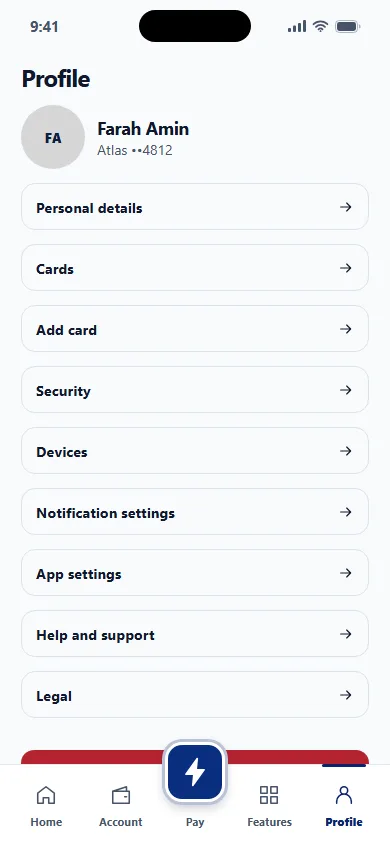 9:41
Profile
FA
Farah Amin
Atlas ••4812
Personal details
Cards
Add card
Security
Devices
Notification settings
App settings
Help and support
Legal
Home
Account
Pay
Features
Profile